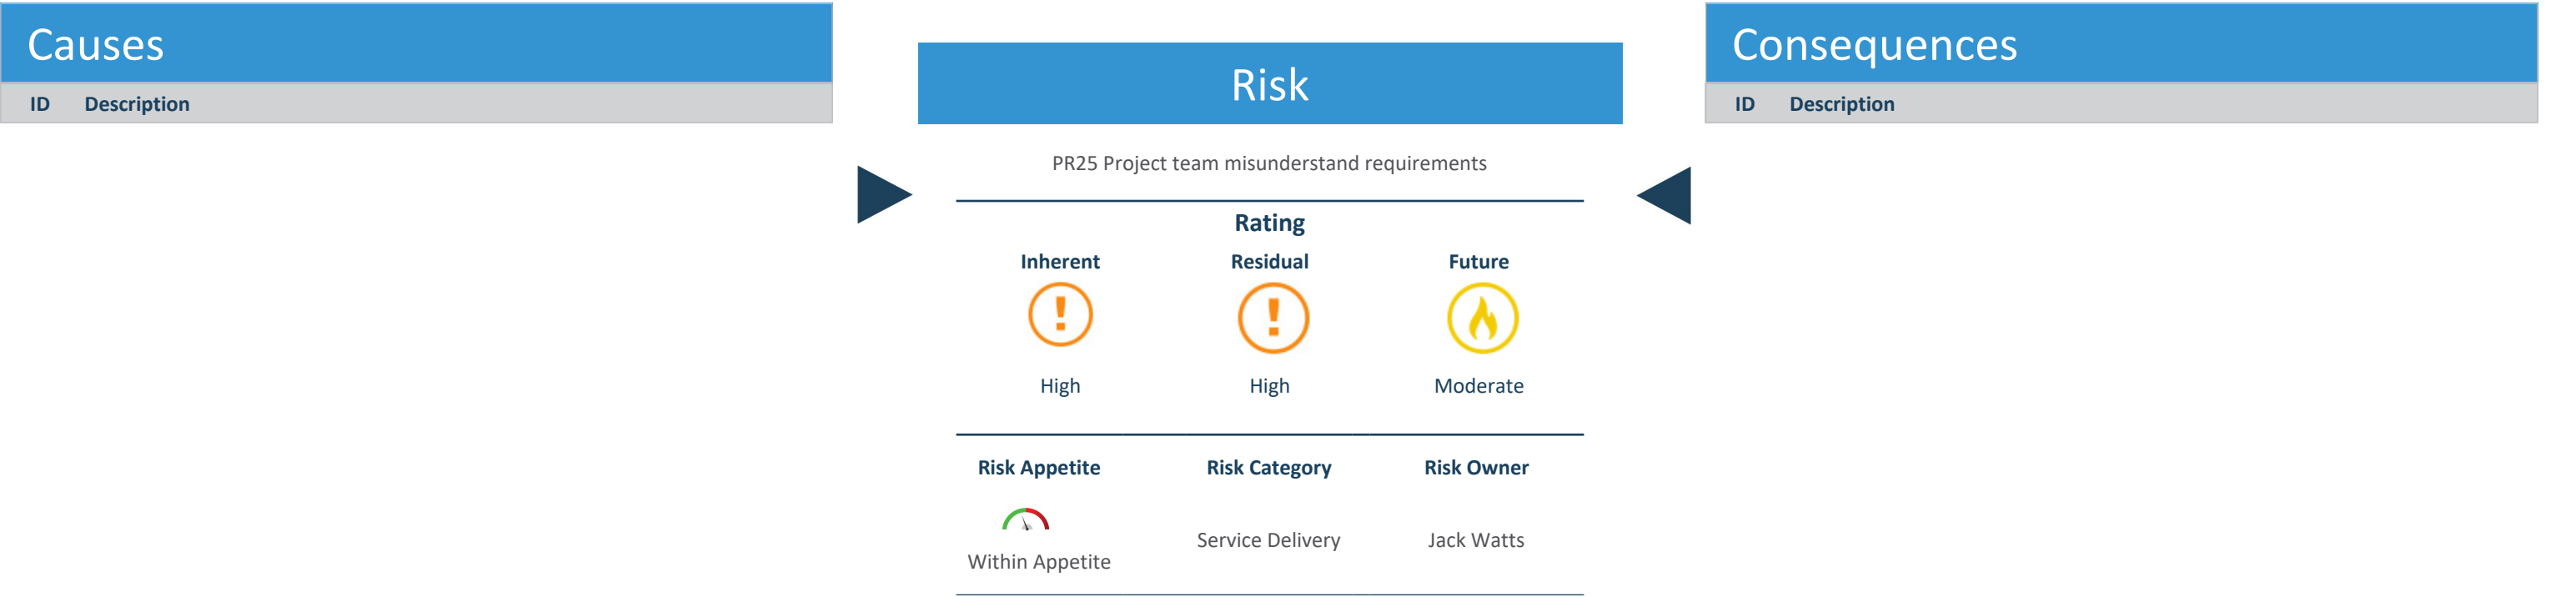 Causes
ID Description
Risk
PR25 Project team misunderstand requirements
Rating
Inherent Residual Future
High High Moderate
Risk Appetite Risk Category Risk Owner
Within Appetite Service Delivery Jack Watts
Consequences
ID Description